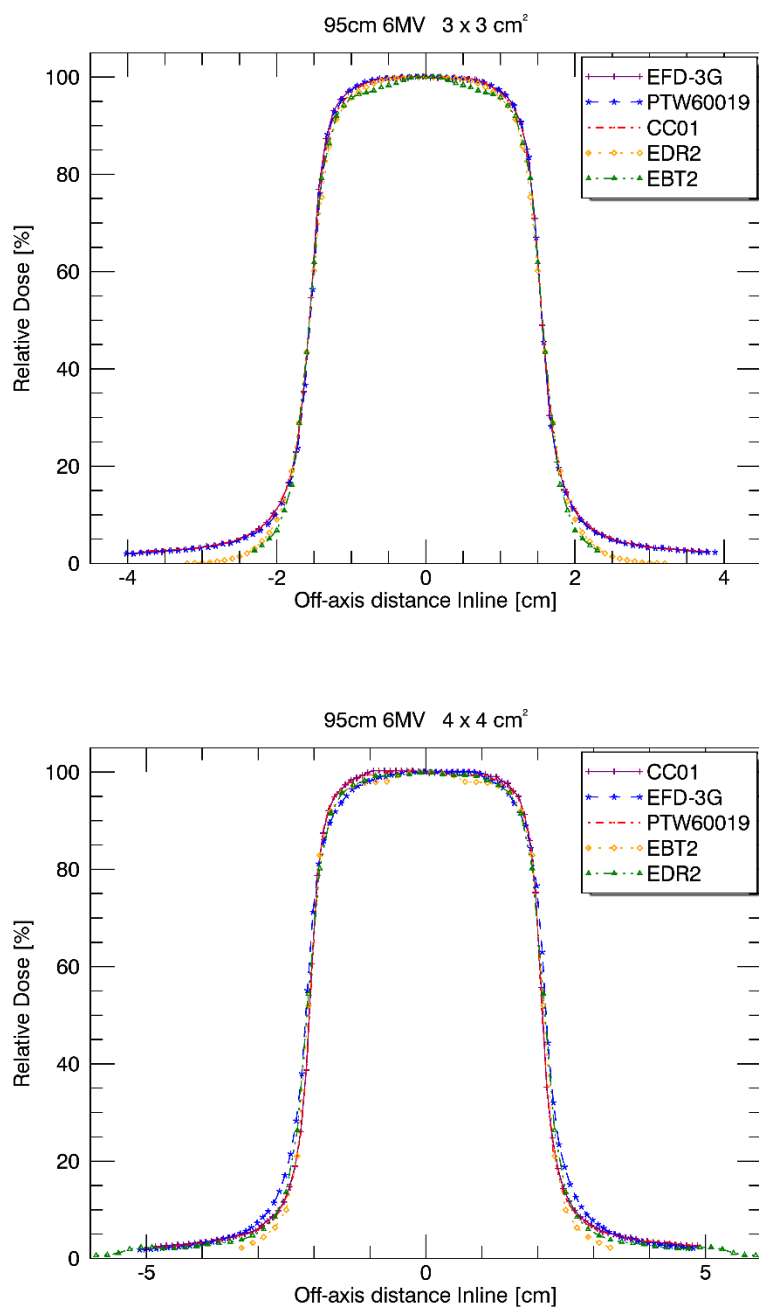 95cm 6MV 3 x 3 cm²
100
80
60
40
20
0
Relative Dose [%]
EFD-3G
PTW60019
CC01
EDR2
EBT2
-4 -2 0 2 4
Off-axis distance Inline [cm]
95cm 6MV 4 x 4 cm²
100
80
60
40
20
0
Relative Dose [%]
CC01
EFD-3G
PTW60019
EBT2
EDR2
-5 0 5
Off-axis distance Inline [cm]